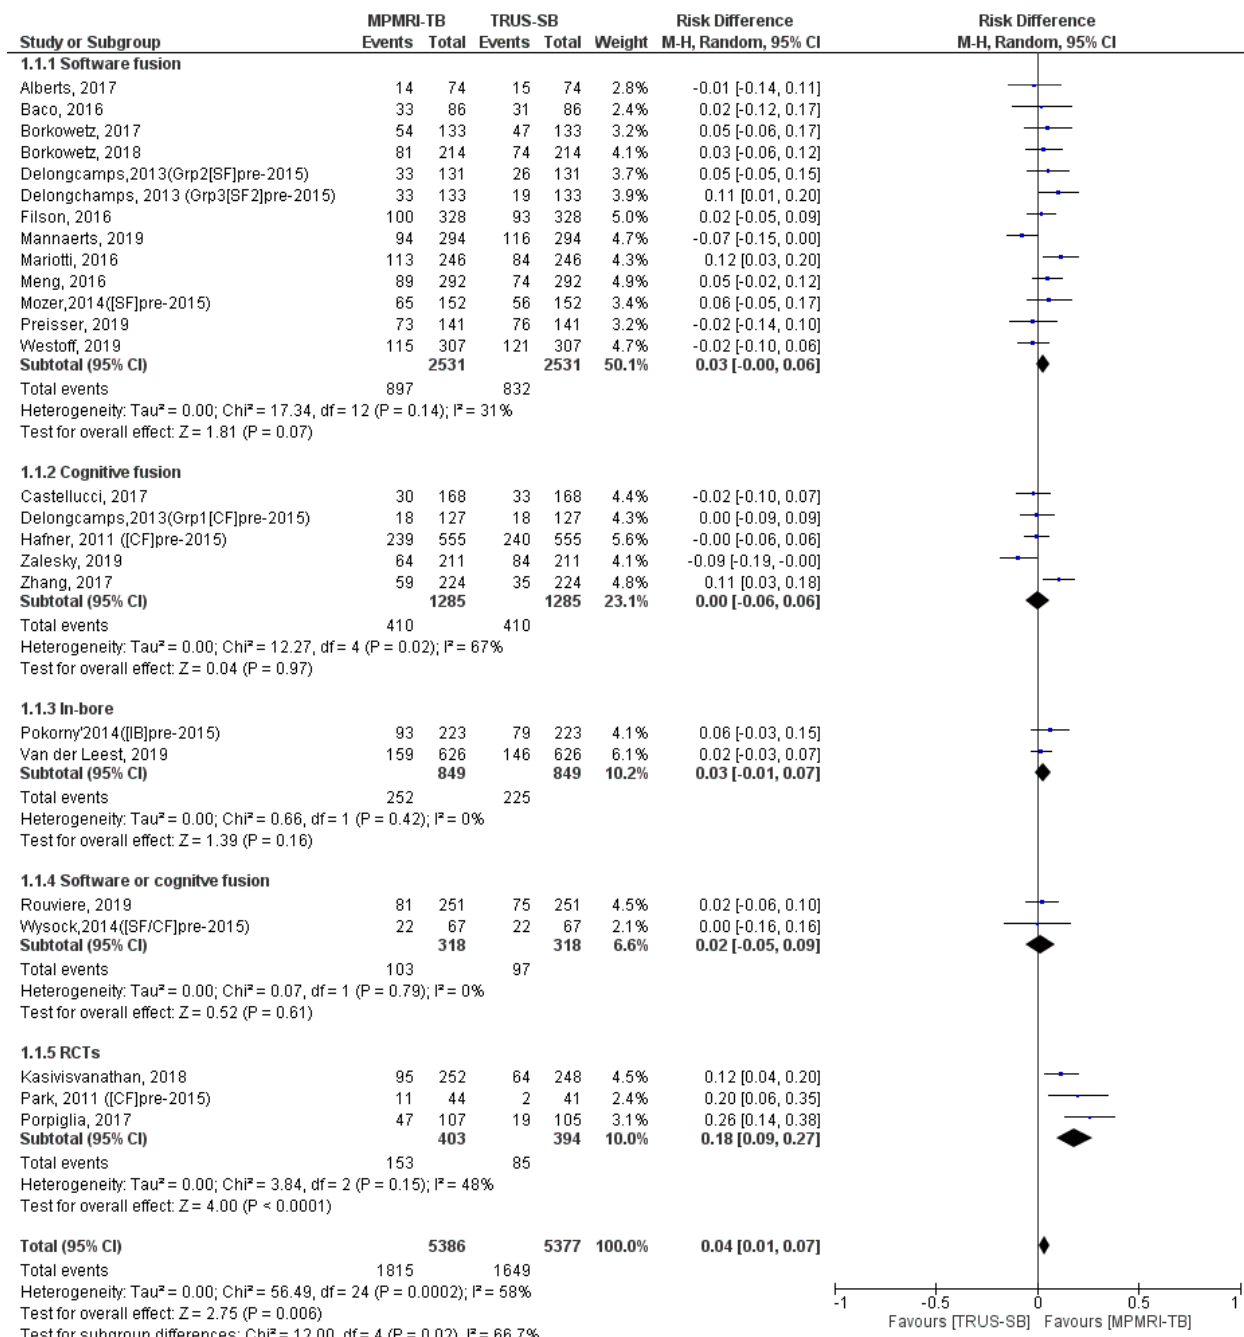 MPMRI-TB TRUS-SB Risk Difference Risk Difference
Study or Subgroup Events Total Events Total Weight M-H, Random, 95% CI M-H, Random, 95% CI
1.1.1 Software fusion
Alberts, 2017 14 74 15 74 2.8% -0.01 [-0.14, 0.11]
Baco, 2016 33 86 31 86 2.4% 0.02 [-0.12, 0.17]
Borkowetz, 2017 54 133 47 133 3.2% 0.05 [-0.06, 0.17]
Borkowetz, 2018 81 214 74 214 4.1% 0.03 [-0.06, 0.12]
Delongcamps,2013(Grp2[SF]pre-2015) 33 131 26 131 3.7% 0.05 [-0.05, 0.15]
Delongchamps, 2013 (Grp3[SF2]pre-2015) 33 133 19 133 3.9% 0.11 [0.01, 0.20]
Filson, 2016 100 328 93 328 5.0% 0.02 [-0.05, 0.09]
Mannaerts, 2019 94 294 116 294 4.7% -0.07 [-0.15, 0.00]
Mariotti, 2016 113 246 84 246 4.3% 0.12 [0.03, 0.20]
Meng, 2016 89 292 74 292 4.7% 0.05 [-0.02, 0.12]
Mozer,2014([SF]pre-2015) 65 152 56 152 3.4% 0.06 [-0.05, 0.17]
Preisser, 2019 73 141 76 141 3.2% -0.02 [-0.14, 0.10]
Westoff, 2019 115 307 121 307 4.7% -0.02 [-0.10, 0.06]
Subtotal (95% CI) 2531 2531 50.1% 0.03 [-0.00, 0.06]
Total events 897 832
Heterogeneity: Tau² = 0.00; Chi² = 17.34, df = 12 (P = 0.14); I² = 31%
Test for overall effect: Z = 1.81 (P = 0.07)
1.1.2 Cognitive fusion
Castellucci, 2017 30 168 33 168 4.4% -0.02 [-0.10, 0.07]
Delongcamps,2013(Grp1[CF]pre-2015) 18 127 18 127 4.3% 0.00 [-0.09, 0.09]
Hafner, 2011 ([CF]pre-2015) 239 555 240 555 5.6% -0.00 [-0.06, 0.06]
Zalesky, 2019 64 211 84 211 4.1% -0.09 [-0.19, -0.00]
Zhang, 2017 59 224 35 224 4.8% 0.11 [0.03, 0.18]
Subtotal (95% CI) 1285 1285 23.1% 0.00 [-0.06, 0.06]
Total events 410 410
Heterogeneity: Tau² = 0.00; Chi² = 12.27, df = 4 (P = 0.02); I² = 67%
Test for overall effect: Z = 0.04 (P = 0.97)
1.1.3 In-bore
Pokorny'2014([IB]pre-2015) 93 223 79 223 4.1% 0.06 [-0.03, 0.15]
Van der Leest, 2019 159 626 146 626 6.1% 0.02 [-0.03, 0.07]
Subtotal (95% CI) 849 849 10.2% 0.03 [-0.01, 0.07]
Total events 252 225
Heterogeneity: Tau² = 0.00; Chi² = 0.66, df = 1 (P = 0.42); I² = 0%
Test for overall effect: Z = 1.39 (P = 0.16)
1.1.4 Software or cognitve fusion
Rouviere, 2019 81 251 75 251 4.5% 0.02 [-0.06, 0.10]
Wysock,2014([SF/CF]pre-2015) 22 67 22 67 2.1% 0.00 [-0.16, 0.16]
Subtotal (95% CI) 318 318 6.6% 0.02 [-0.05, 0.09]
Total events 103 97
Heterogeneity: Tau² = 0.00; Chi² = 0.07, df = 1 (P = 0.79); I² = 0%
Test for overall effect: Z = 0.52 (P = 0.61)
1.1.5 RCTs
Kasivisvanathan, 2018 95 252 64 248 4.5% 0.12 [0.04, 0.20]
Park, 2011 ([CF]pre-2015) 11 44 2 41 2.4% 0.20 [0.06, 0.35]
Porpiglia, 2017 47 107 19 105 3.1% 0.26 [0.14, 0.38]
Subtotal (95% CI) 403 394 10.0% 0.18 [0.09, 0.27]
Total events 153 85
Heterogeneity: Tau² = 0.00; Chi² = 3.84, df = 2 (P = 0.15); I² = 48%
Test for overall effect: Z = 4.00 (P < 0.0001)
Total (95% CI) 5386 5377 100.0% 0.04 [0.01, 0.07]
Total events 1815 1649
Heterogeneity: Tau² = 0.00; Chi² = 56.49, df = 24 (P = 0.0002); I² = 58%
Test for overall effect: Z = 2.75 (P = 0.006)
Test for subgroup differences: Chi² = 12.00, df = 4 (P = 0.02), I² = 66.7%
-1 -0.5 0 0.5 1
Favours [TRUS-SB] Favours [MPMRI-TB]